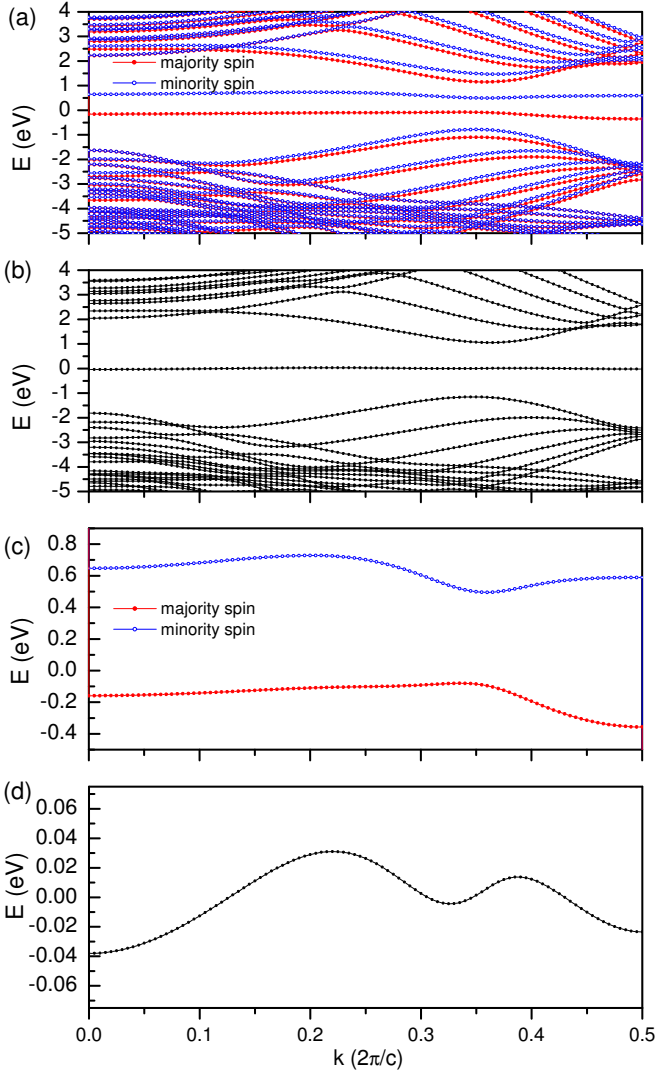 (a)
4
3
2
1
0
-1
-2
-3
-4
-5
E (eV)
majority spin
minority spin
(b)
4
3
2
1
0
-1
-2
-3
-4
-5
E (eV)
(c)
0.8
0.6
0.4
0.2
0.0
-0.2
-0.4
E (eV)
majority spin
minority spin
(d)
0.06
0.04
0.02
0.00
-0.02
-0.04
-0.06
E (eV)
0.0 0.1 0.2 0.3 0.4 0.5
k (2π/c)